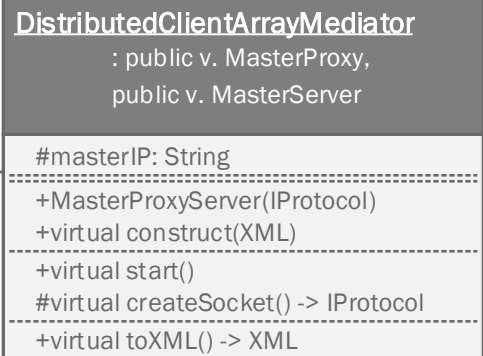 DistributedClientArrayMediator
: public v. MasterProxy,
public v. MasterServer
#masterIP: String
+MasterProxyServer(IProtocol)
+virtual construct(XML)
+virtual start()
#virtual createSocket() -> IProtocol
+virtual toXML() -> XML